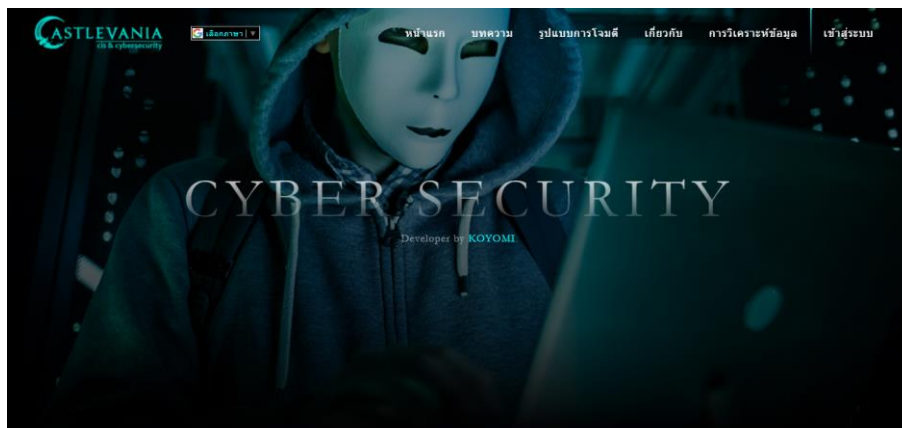 CASTLEVANIA
cis & cybersecurity
เลือกภาษา
หน้าแรก บทความ รูปแบบการโจมตี เกี่ยวกับ การวิเคราะห์ข้อมูล เข้าสู่ระบบ
CYBER SECURITY
Developer by KOYOMI